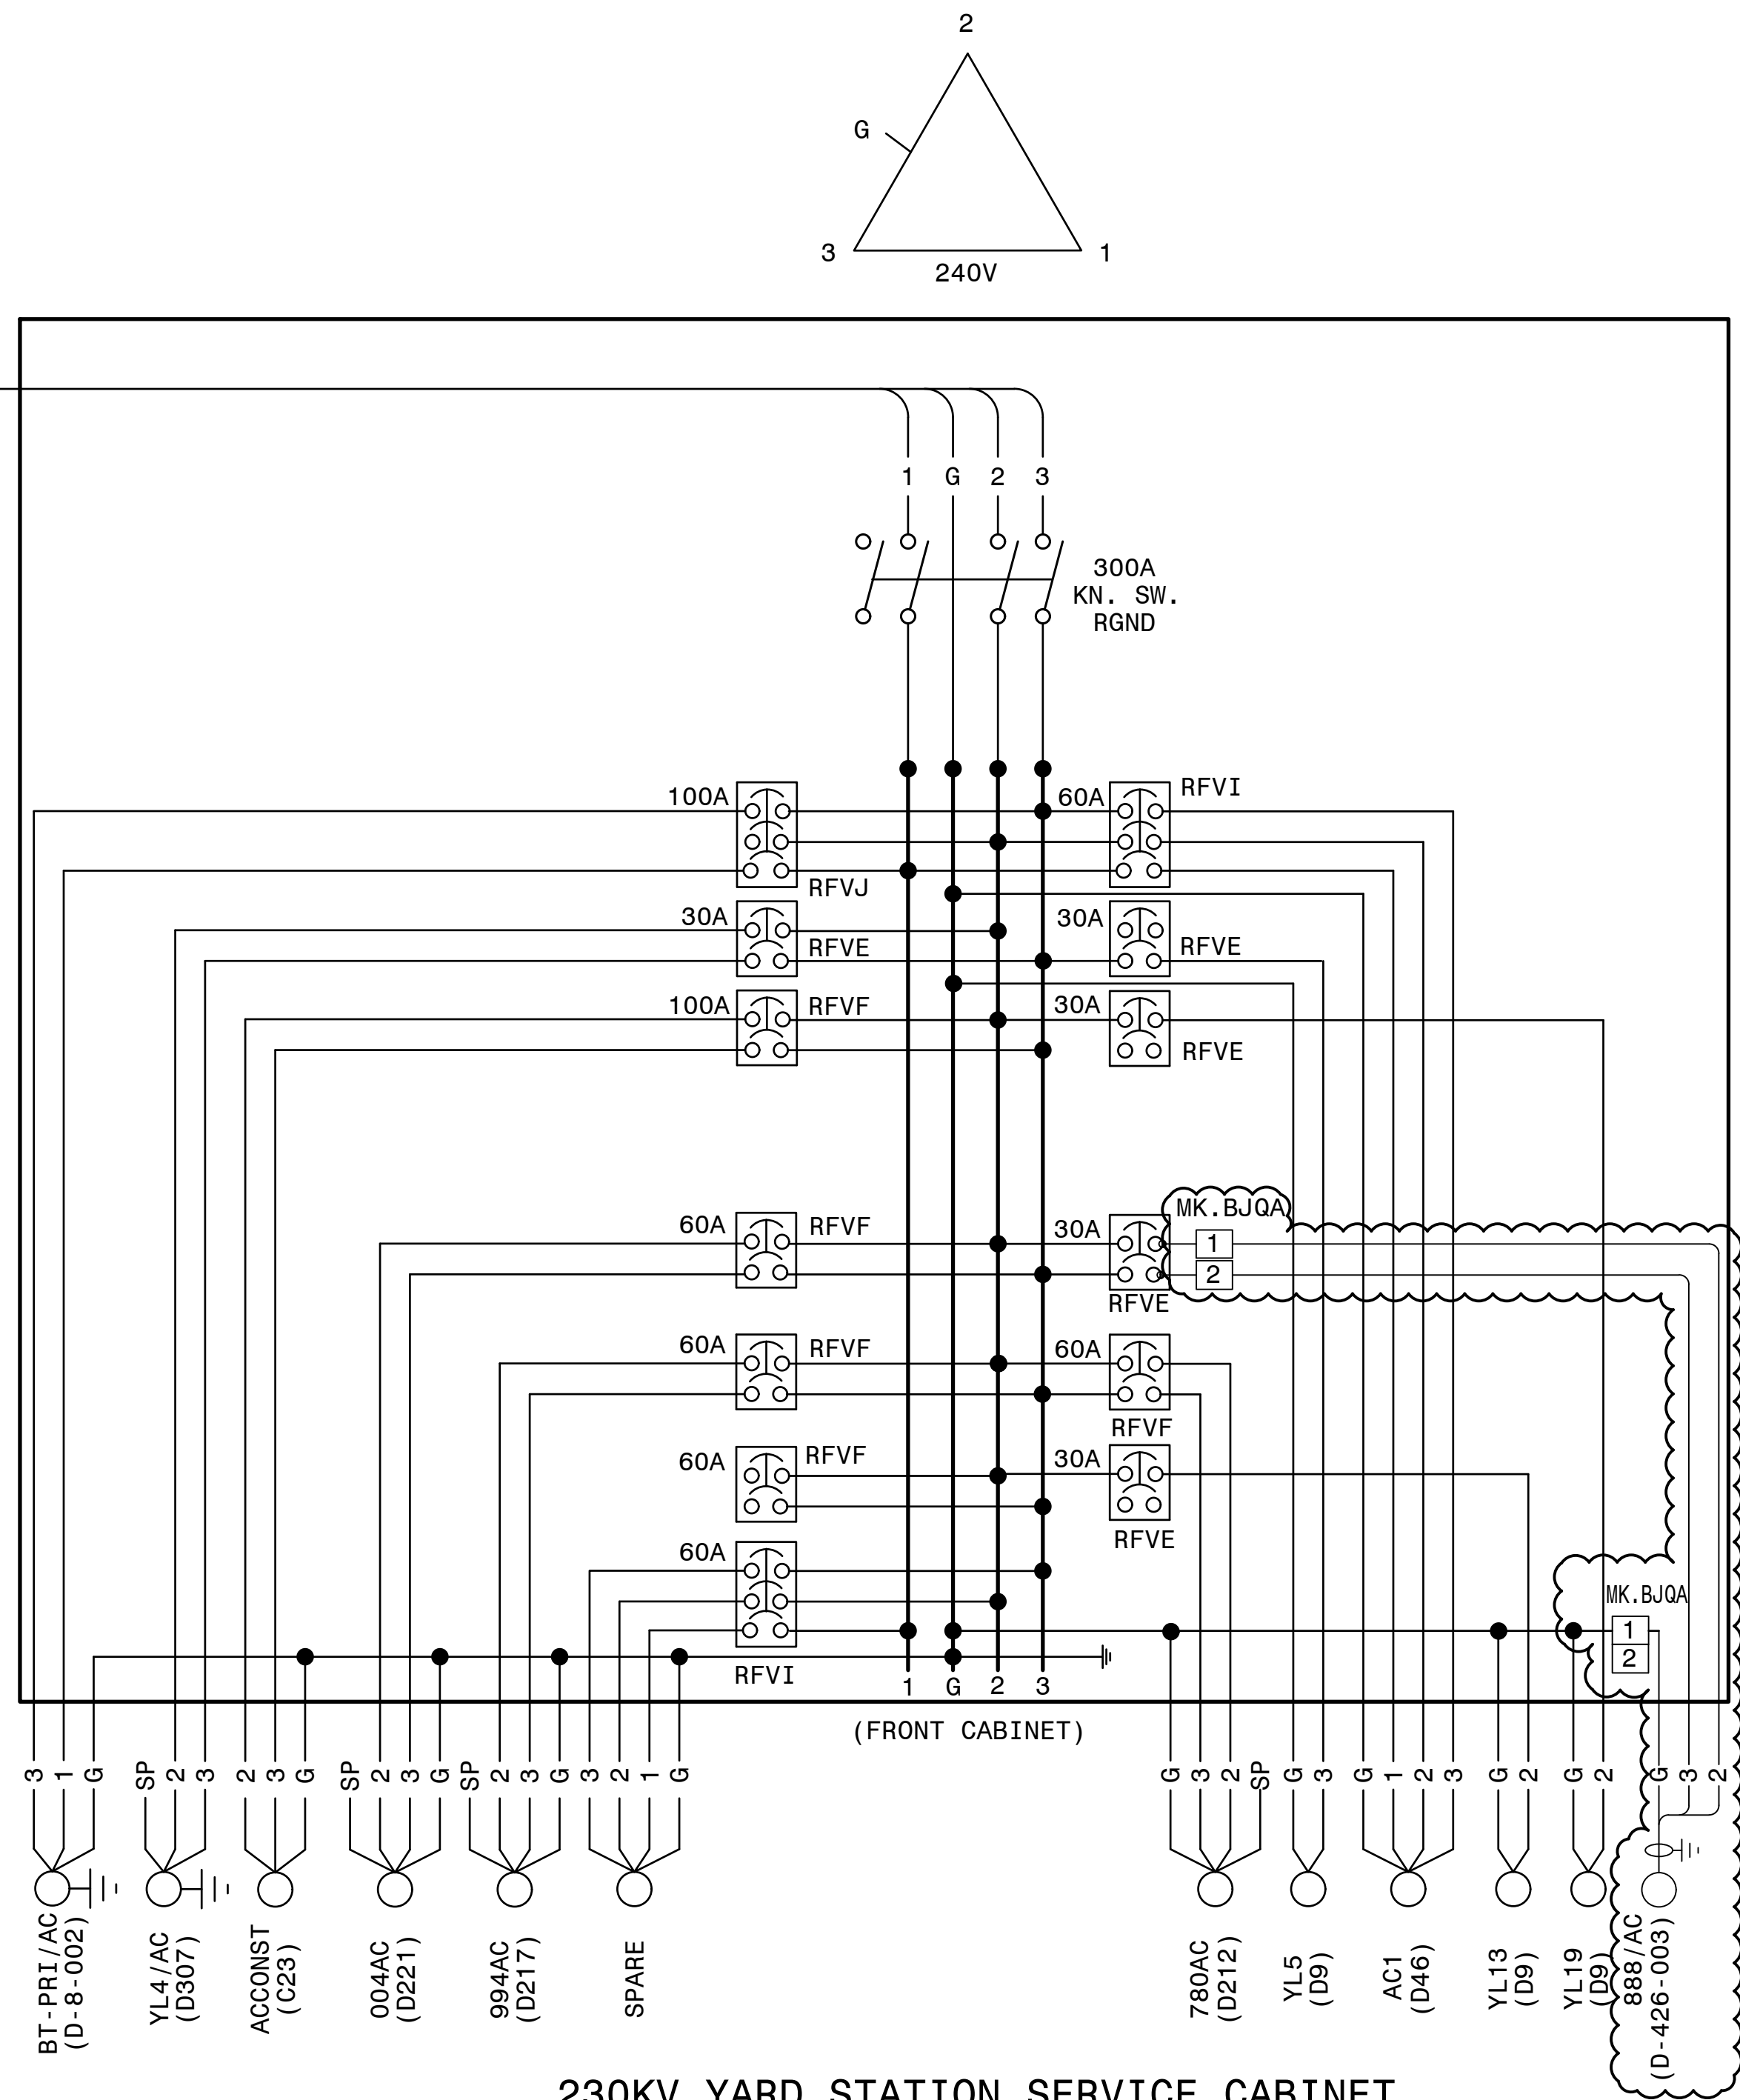 2
G
3
1
240V
1 G 2 3
300A
KN. SW.
RGND
100A
60A
RFVI
RFVJ
30A
RFVE
30A
RFVE
100A
RFVF
30A
RFVE
MK.BJQA
60A
RFVF
30A
1
2
RFVE
60A
RFVF
60A
RFVF
60A
RFVF
30A
RFVE
60A
RFVI
MK.BJQA
1
2
1 G 2 3
(FRONT CABINET)
3 1 G SP 2 3 2 3 G SP 2 3 G SP 2 3 G 3 2 1 G
G 3 2 SP G 3 G 1 2 3 G 2 G 2 G 3 2
BT-PRI/AC
(D-8-002)
YL4/AC
(D307)
ACCONST
(C23)
004AC
(D221)
994AC
(D217)
SPARE
780AC
(D212)
YL5
(D9)
AC1
(D46)
YL13
(D9)
YL19
(D9)
888/AC
(D-426-003)
230KV YARD STATION SERVICE CABINET